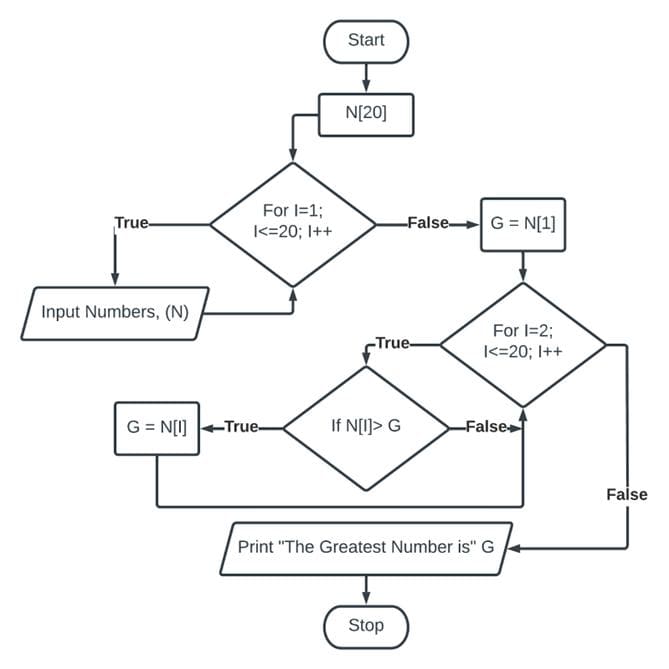 Start
N[20]
For I=1;
I<=20; I++
True
False
G = N[1]
Input Numbers, (N)
For I=2;
I<=20; I++
True
If N[I]> G
True
False
G = N[I]
False
Print "The Greatest Number is" G
Stop